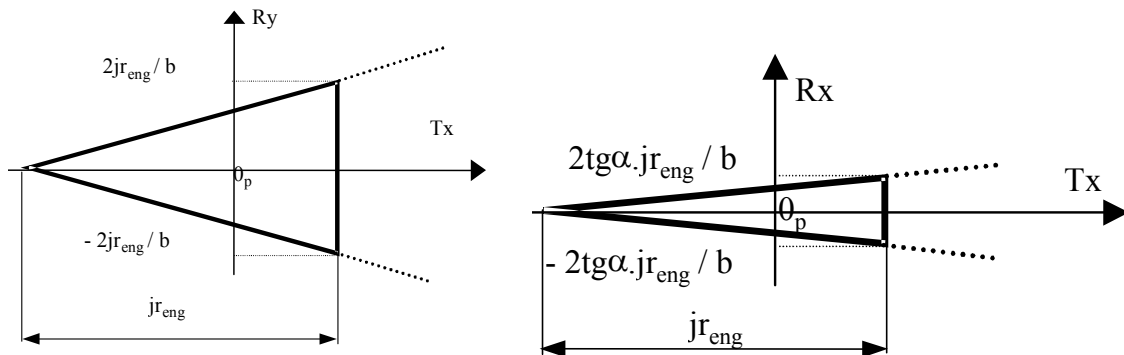 Ry
2jr_eng / b
Tx
0_p
- 2jr_eng / b
jr_eng
Rx
2tgα.jr_eng / b
Tx
0_p
- 2tgα.jr_eng / b
jr_eng